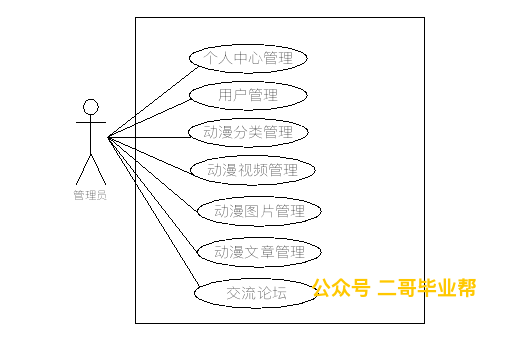 个人中心管理
用户管理
动漫分类管理
动漫视频管理
管理员
动漫图片管理
动漫文章管理
交流论坛
公众号 二哥毕业帮